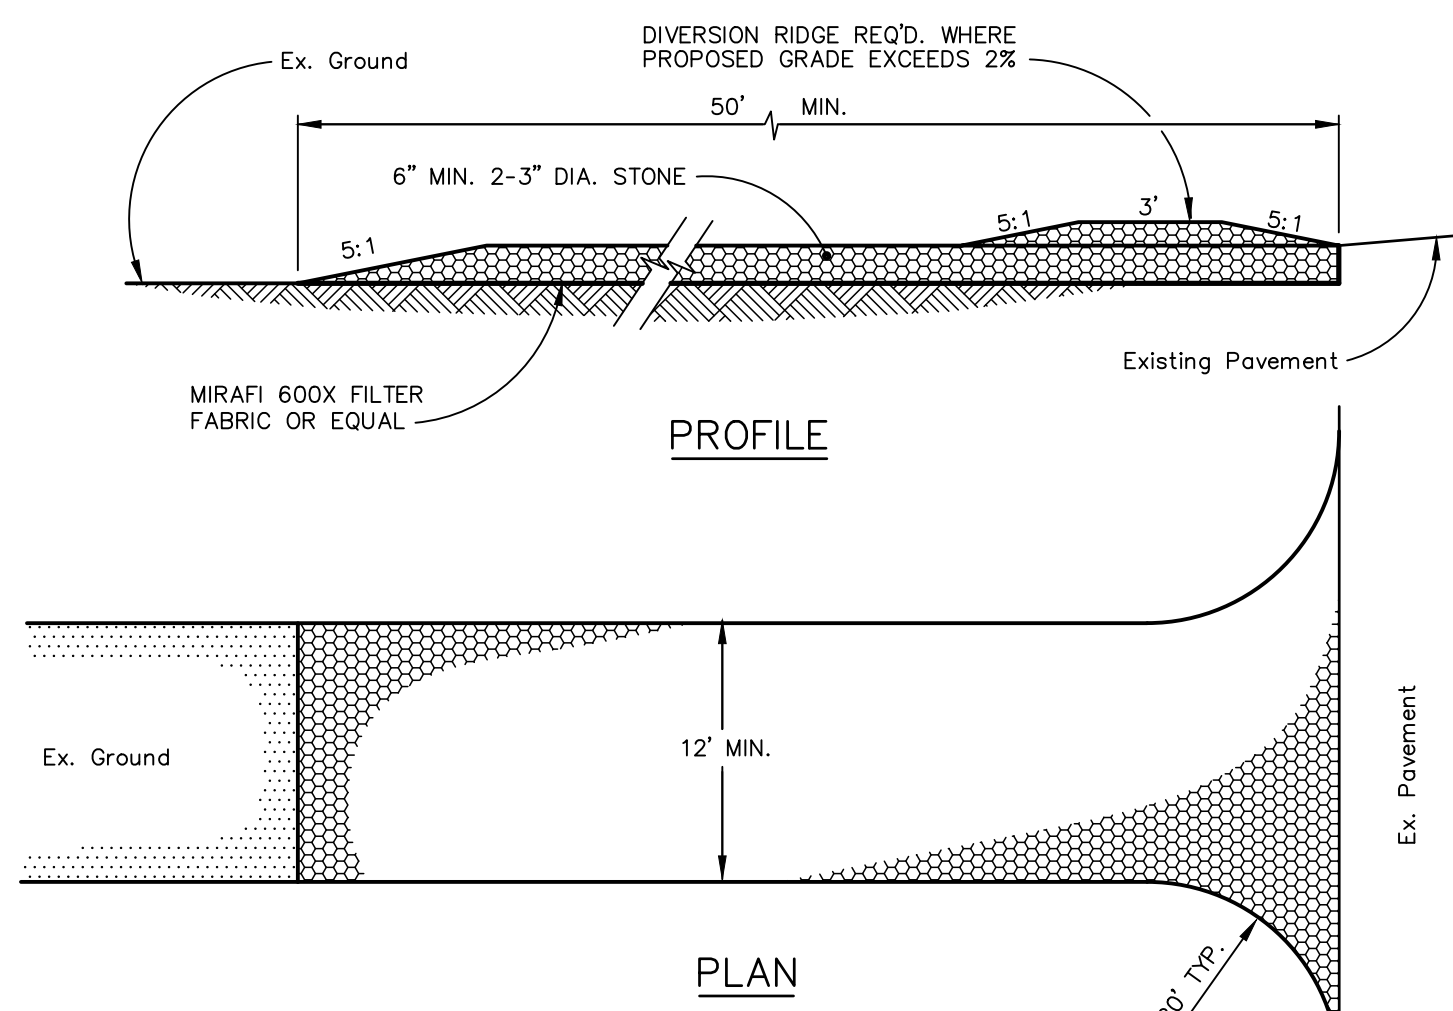 DIVERSION RIDGE REQ'D. WHERE
PROPOSED GRADE EXCEEDS 2%
Ex. Ground
50' MIN.
6" MIN. 2-3" DIA. STONE
3'
5:1
5:1
5:1
Existing Pavement
MIRAFI 600X FILTER
FABRIC OR EQUAL
PROFILE
12' MIN.
Ex. Ground
Ex. Pavement
TYP.
PLAN